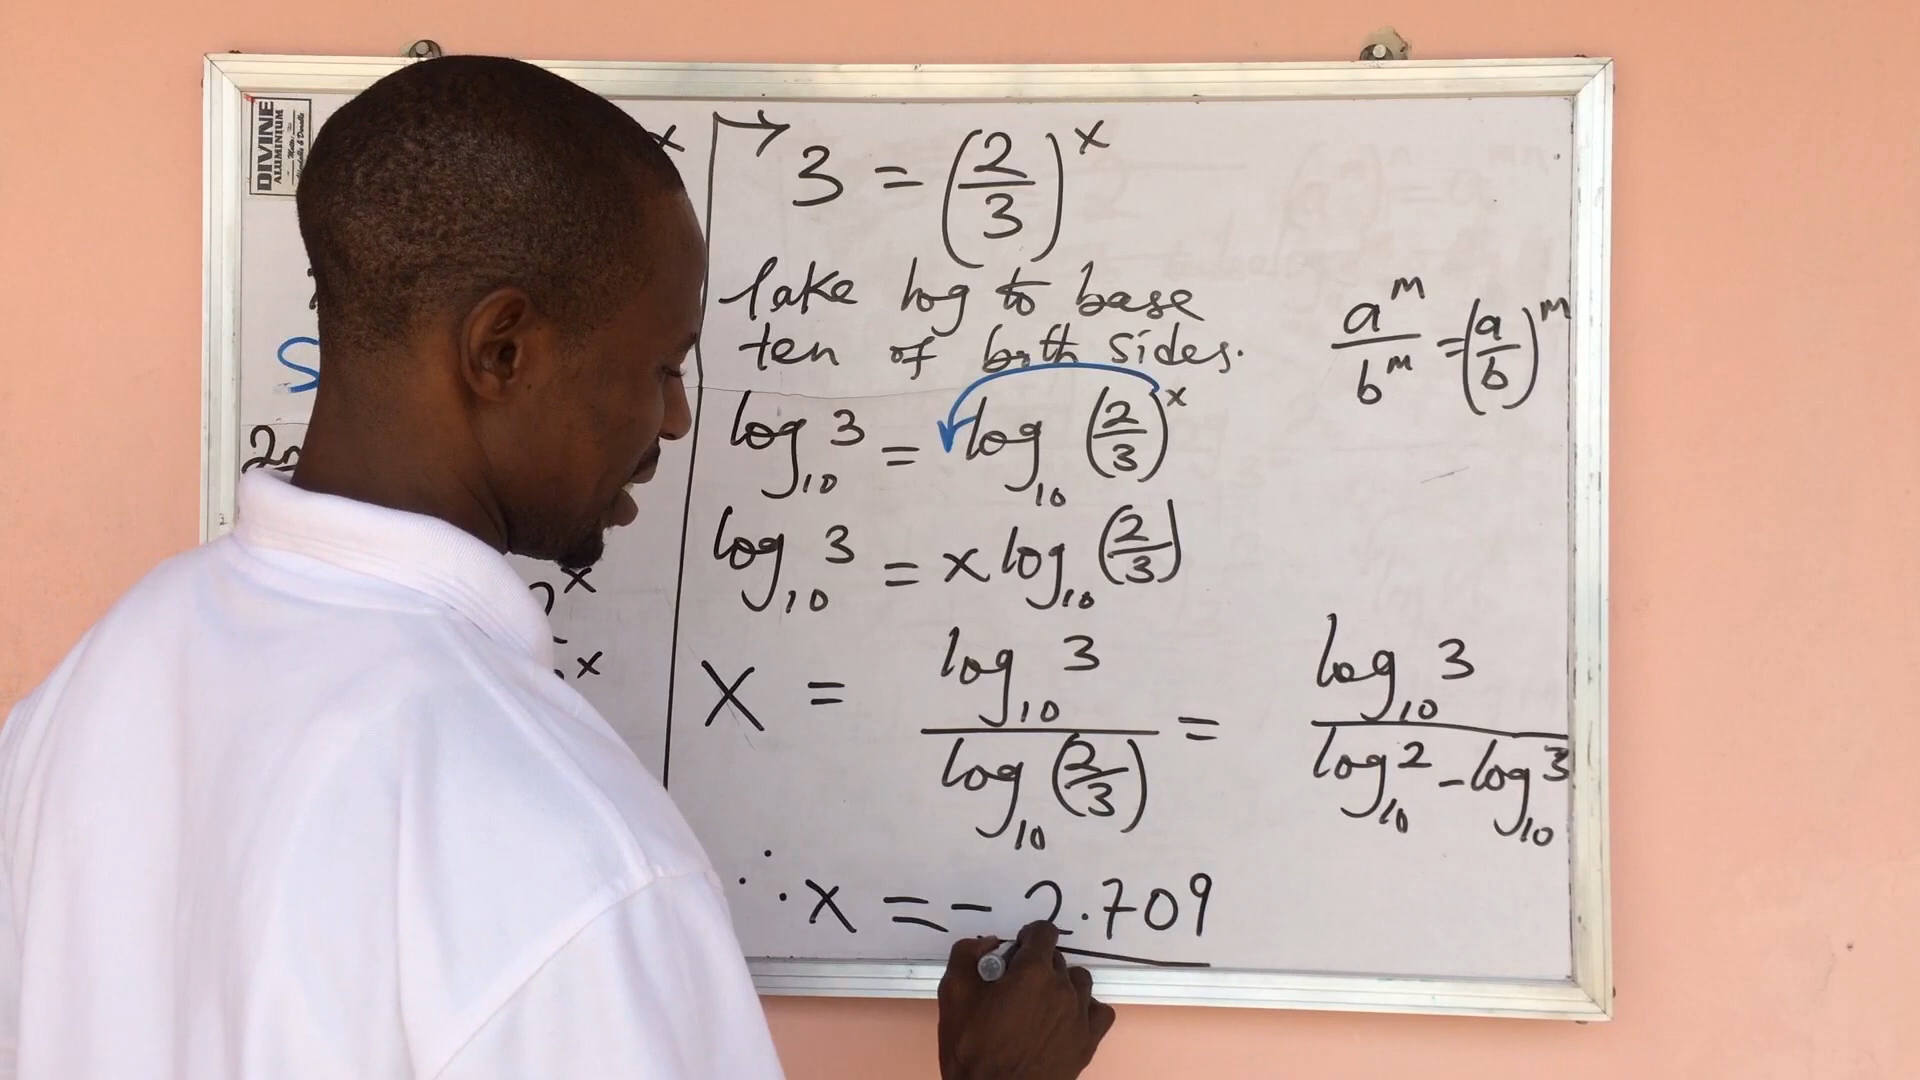 DIVINE
ALUMINIUM
x
3 = (2/3)^x
Take log to base
ten of both sides.
a^m/b^m = (a/b)^m
log₁₀ 3 = log₁₀ (2/3)^x
log₁₀ 3 = x log₁₀ (2/3)
x = log₁₀ 3 / log₁₀ (2/3) = log₁₀ 3 / log₁₀ 2 - log₁₀ 3
∴ x = - 2.709